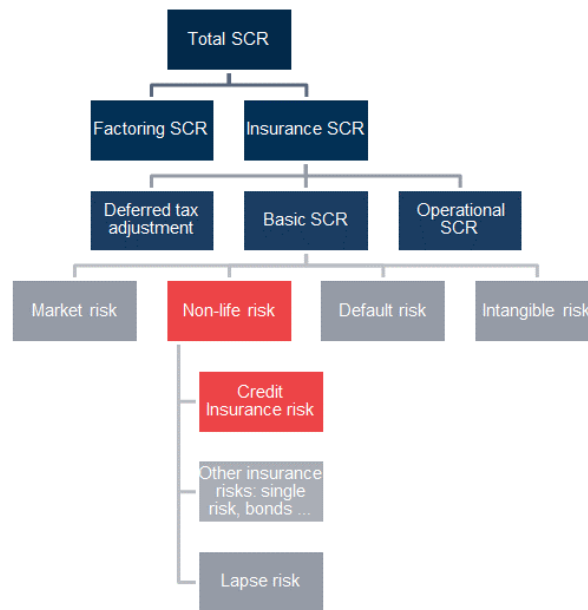 Total SCR
Factoring SCR
Insurance SCR
Deferred tax
adjustment
Basic SCR
Operational
SCR
Market risk
Non-life risk
Default risk
Intangible risk
Credit
Insurance risk
Other insurance
risks: single
risk, bonds ...
Lapse risk